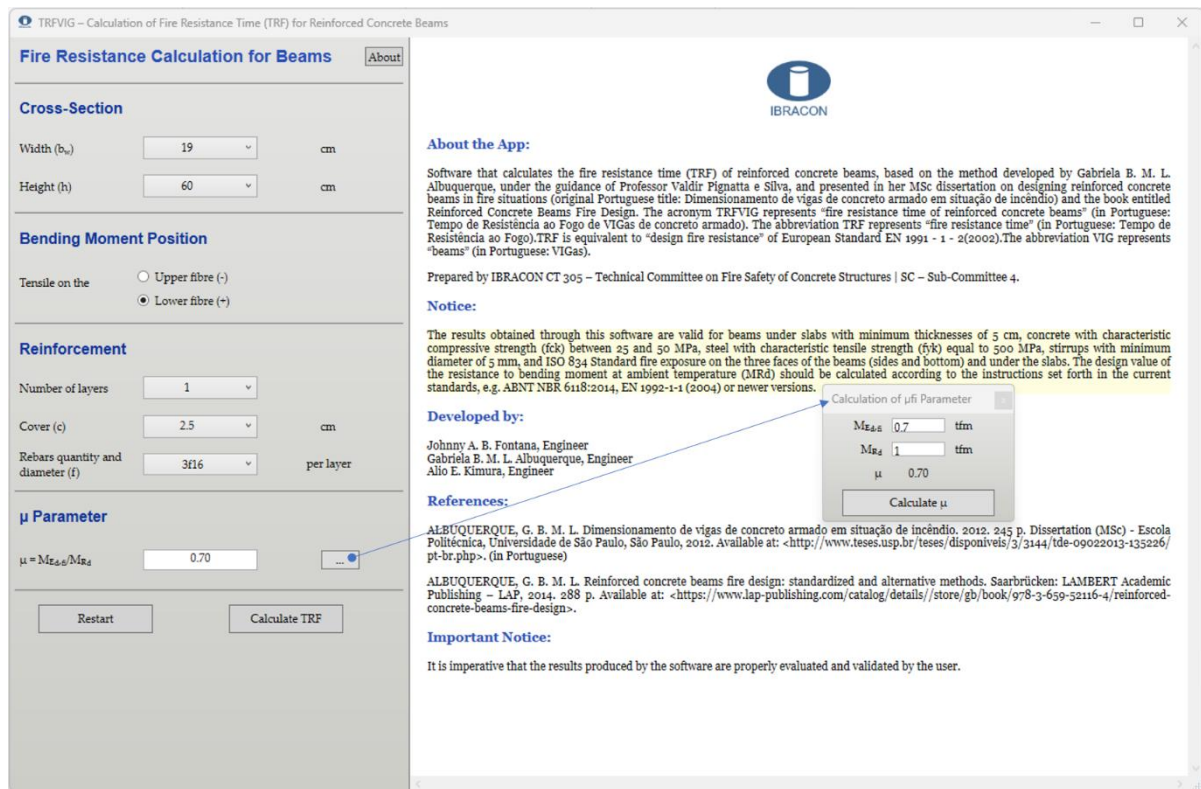 TRFVIG – Calculation of Fire Resistance Time (TRF) for Reinforced Concrete Beams
Fire Resistance Calculation for Beams
About
Cross-Section
Width (bw) 19 cm
Height (h) 60 cm
Bending Moment Position
Tensile on the
Upper fibre (-)
Lower fibre (+)
Reinforcement
Number of layers 1
Cover (c) 2.5 cm
Rebars quantity and
diameter (f) 3f16 per layer
µ Parameter
µ = MEd,fi/MRd 0.70 ...
Restart
Calculate TRF
IBRACON
About the App:
Software that calculates the fire resistance time (TRF) of reinforced concrete beams, based on the method developed by Gabriela B. M. L.
Albuquerque, under the guidance of Professor Valdir Pignatta e Silva, and presented in her MSc dissertation on designing reinforced concrete
beams in fire situations (original Portuguese title: Dimensionamento de vigas de concreto armado em situação de incêndio) and the book entitled
Reinforced Concrete Beams Fire Design. The acronym TRFVIG represents “fire resistance time of reinforced concrete beams” (in Portuguese:
Tempo de Resistência ao Fogo de VIGas de concreto armado). The abbreviation TRF represents “fire resistance time” (in Portuguese: Tempo de
Resistência ao Fogo).TRF is equivalent to “design fire resistance” of European Standard EN 1991 - 1 - 2(2002).The abbreviation VIG represents
“beams” (in Portuguese: VIGas).
Prepared by IBRACON CT 305 – Technical Committee on Fire Safety of Concrete Structures | SC – Sub-Committee 4.
Notice:
The results obtained through this software are valid for beams under slabs with minimum thicknesses of 5 cm, concrete with characteristic
compressive strength (fck) between 25 and 50 MPa, steel with characteristic tensile strength (fyk) equal to 500 MPa, stirrups with minimum
diameter of 5 mm, and ISO 834 Standard fire exposure on the three faces of the beams (sides and bottom) and under the slabs. The design value of
the resistance to bending moment at ambient temperature (MRd) should be calculated according to the instructions set forth in the current
standards, e.g. ABNT NBR 6118:2014, EN 1992-1-1 (2004) or newer versions.
Calculation of µfi Parameter
x
MEd,fi 0.7 tfm
MRd 1 tfm
µ 0.70
Calculate µ
Developed by:
Johnny A. B. Fontana, Engineer
Gabriela B. M. L. Albuquerque, Engineer
Alio E. Kimura, Engineer
References:
ALBUQUERQUE, G. B. M. L. Dimensionamento de vigas de concreto armado em situação de incêndio. 2012. 245 p. Dissertation (MSc) - Escola
Politécnica, Universidade de São Paulo, São Paulo, 2012. Available at: <http://www.teses.usp.br/teses/disponiveis/3/3144/tde-09022013-135226/
pt-br.php>. (in Portuguese)
ALBUQUERQUE, G. B. M. L. Reinforced concrete beams fire design: standardized and alternative methods. Saarbrücken: LAMBERT Academic
Publishing – LAP, 2014. 288 p. Available at: <https://www.lap-publishing.com/catalog/details//store/gb/book/978-3-659-52116-4/reinforced-
concrete-beams-fire-design>.
Important Notice:
It is imperative that the results produced by the software are properly evaluated and validated by the user.